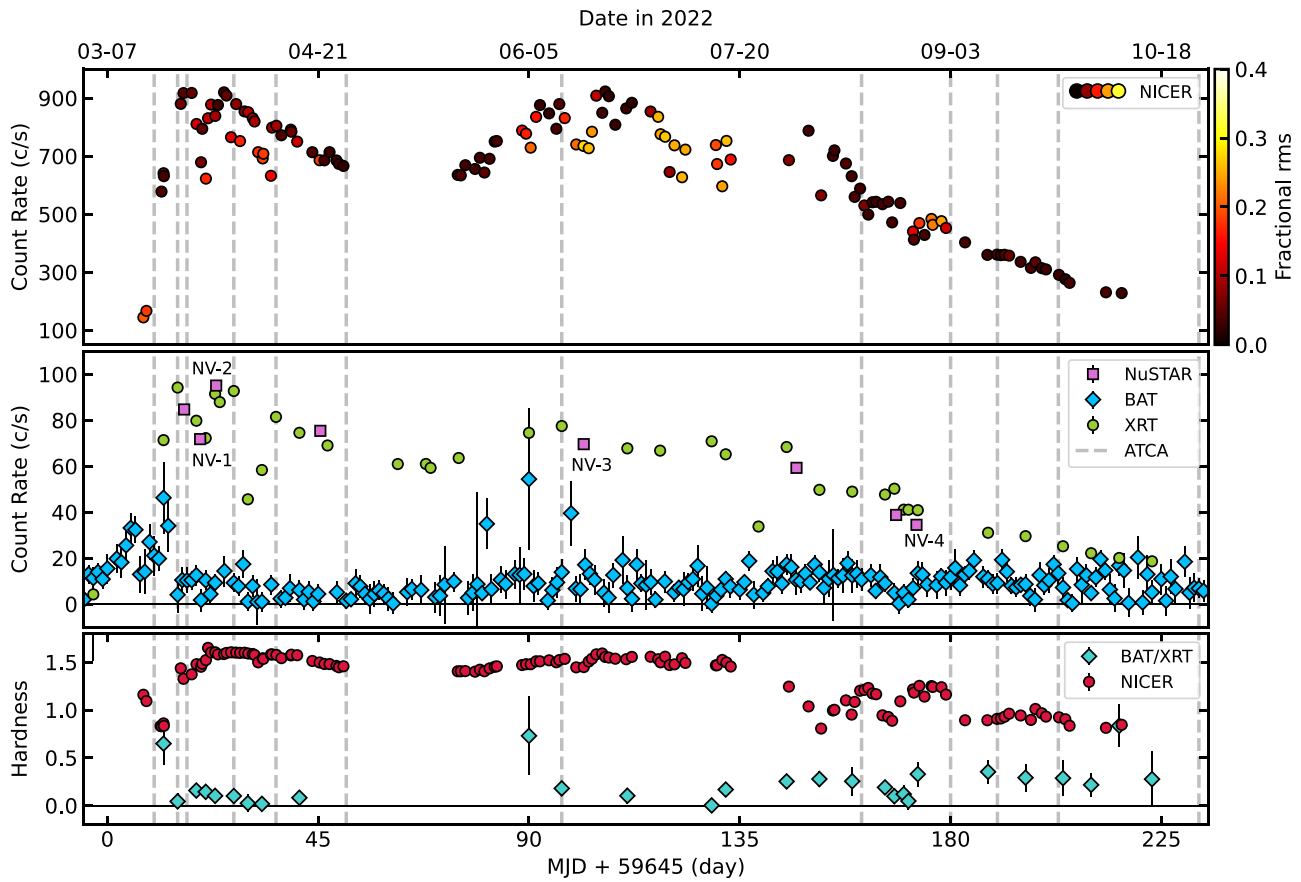 Date in 2022
03-07 04-21 06-05 07-20 09-03 10-18
Count Rate (c/s)
900
700
500
300
100
NICER
Fractional rms
0.4
0.3
0.2
0.1
0.0
Count Rate (c/s)
100
80
60
40
20
0
NV-2
NV-1
NV-3
NV-4
NuSTAR
BAT
XRT
ATCA
Hardness
1.5
1.0
0.5
0.0
BAT/XRT
NICER
0 45 90 135 180 225
MJD + 59645 (day)